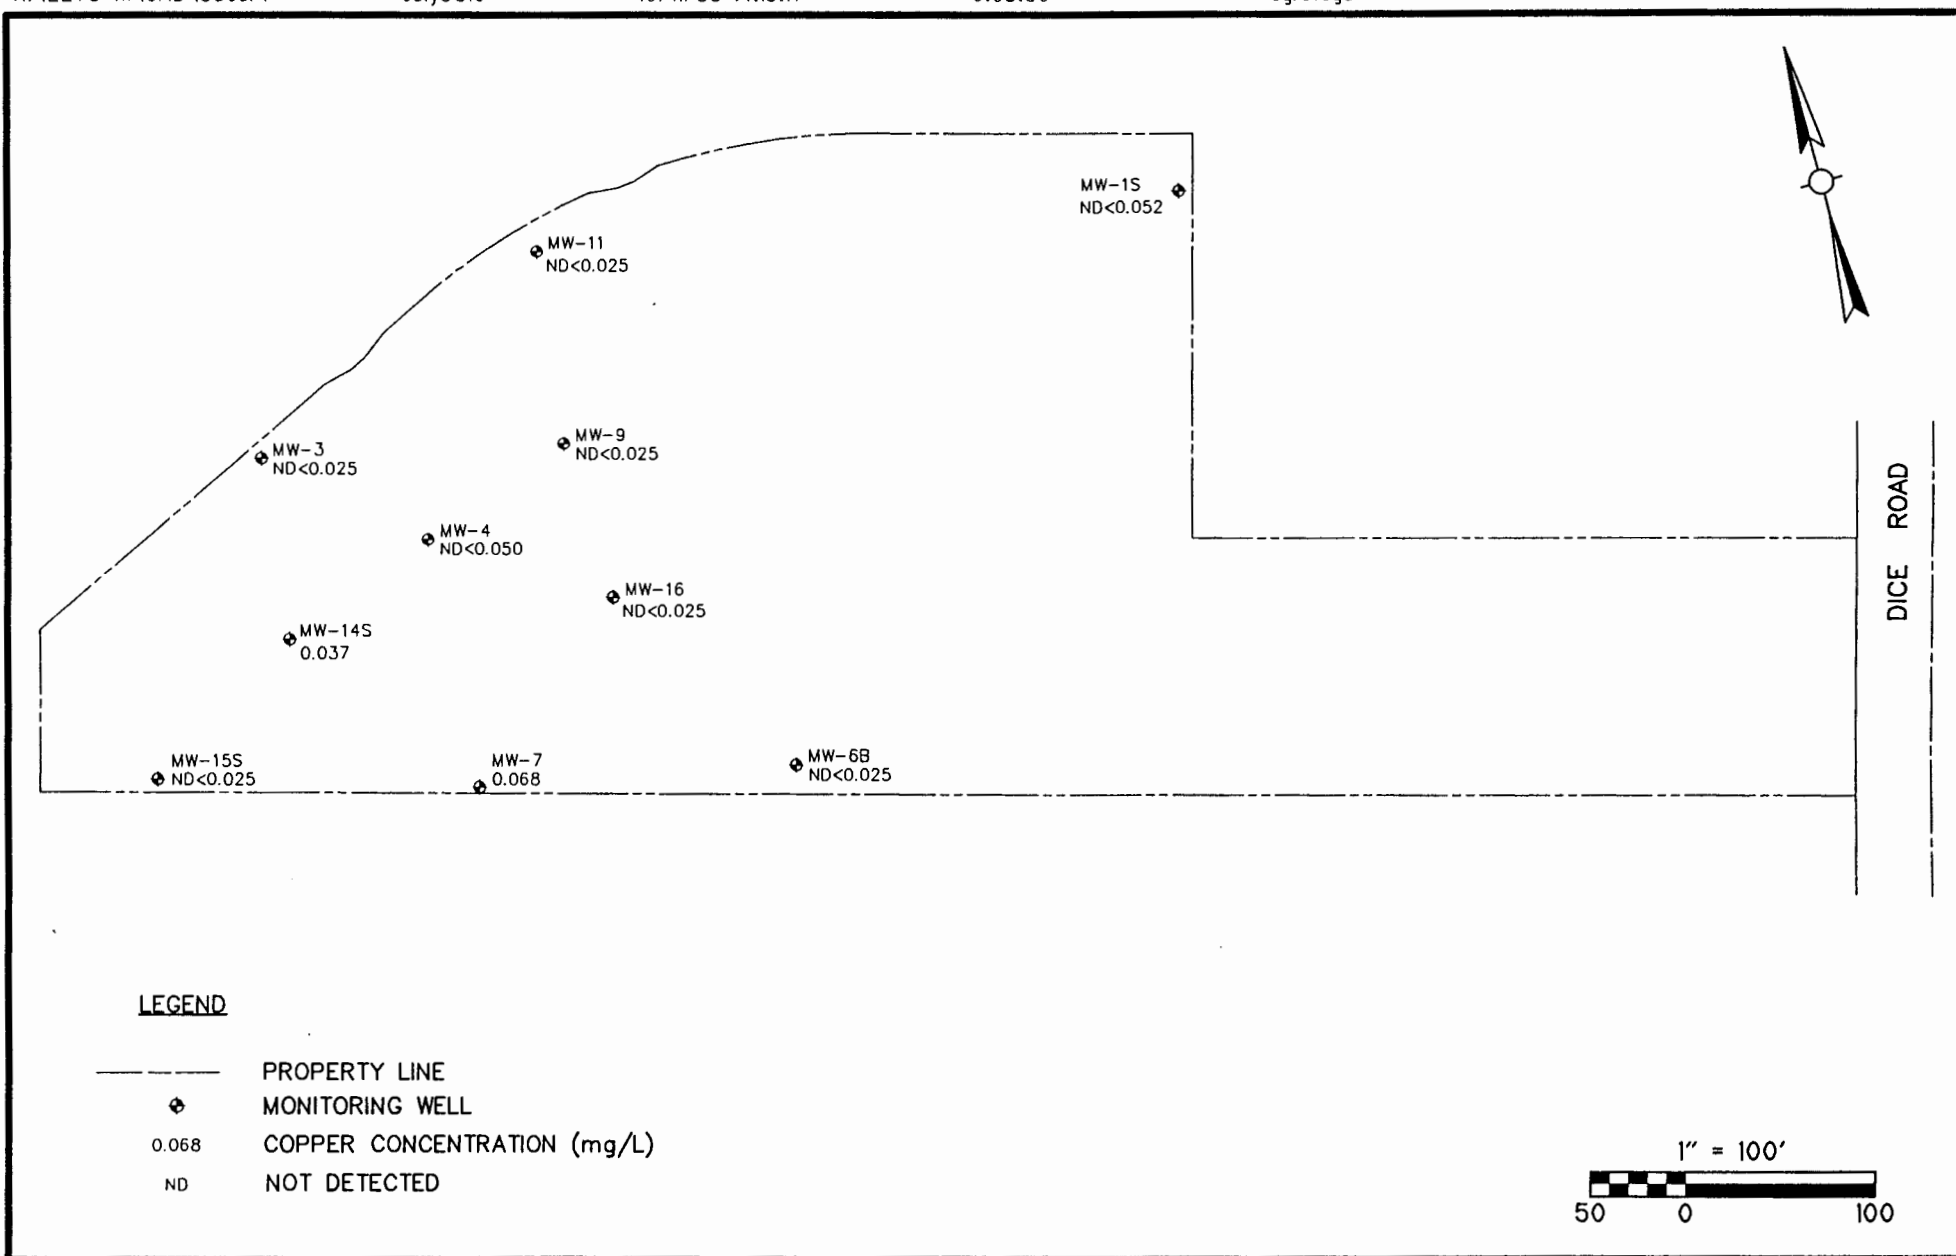 MW-1S
ND<0.052
MW-11
ND<0.025
MW-9
ND<0.025
MW-3
ND<0.025
MW-4
ND<0.050
MW-16
ND<0.025
MW-14S
0.037
MW-15S
ND<0.025
MW-7
0.068
MW-6B
ND<0.025
DICE ROAD
LEGEND
PROPERTY LINE
MONITORING WELL
0.068 COPPER CONCENTRATION (mg/L)
ND NOT DETECTED
1" = 100'
50 0 100